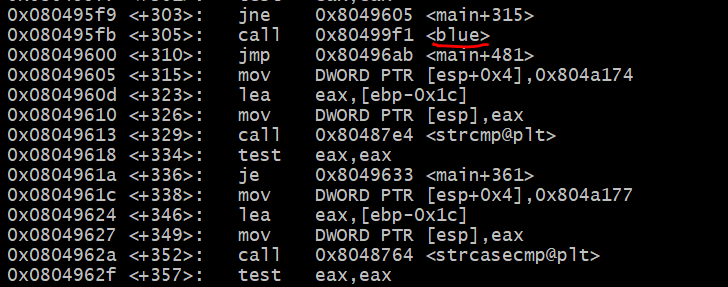 0x080495f9 <+303>: jne 0x8049605 <main+315>
0x080495fb <+305>: call 0x80499f1 <blue>
0x08049600 <+310>: jmp 0x80496ab <main+481>
0x08049605 <+315>: mov DWORD PTR [esp+0x4],0x804a174
0x0804960d <+323>: lea eax,[ebp-0x1c]
0x08049610 <+326>: mov DWORD PTR [esp],eax
0x08049613 <+329>: call 0x80487e4 <strcmp@plt>
0x08049618 <+334>: test eax,eax
0x0804961a <+336>: je 0x8049633 <main+361>
0x0804961c <+338>: mov DWORD PTR [esp+0x4],0x804a177
0x08049624 <+346>: lea eax,[ebp-0x1c]
0x08049627 <+349>: mov DWORD PTR [esp],eax
0x0804962a <+352>: call 0x8048764 <strcasecmp@plt>
0x0804962f <+357>: test eax,eax